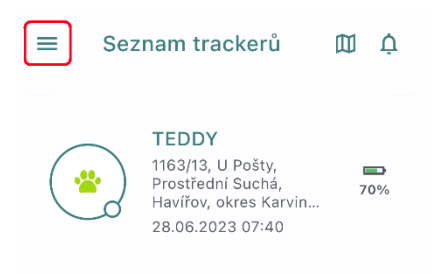 Seznam trackerů
TEDDY
1163/13, U Pošty,
Prostřední Suchá,
Havířov, okres Karvin...
28.06.2023 07:40
70%